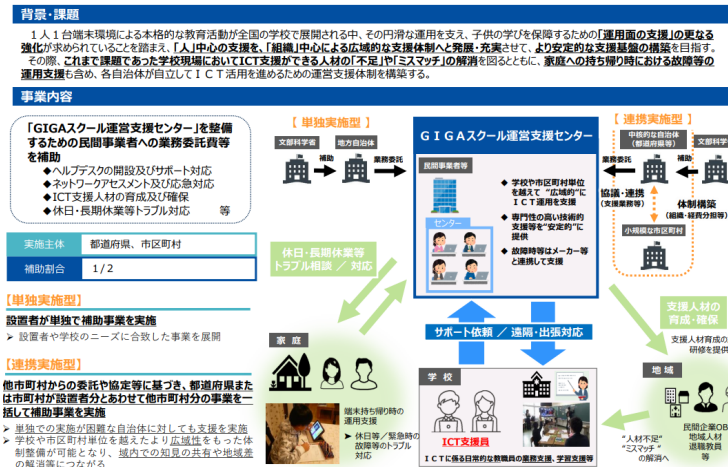 背景・課題
１人１台端末環境による本格的な教育活動が全国の学校で展開される中、その円滑な運用を支え、子供の学びを保障するための「運用面の支援」の更なる
強化が求められていることを踏まえ、「人」中心の支援を、「組織」中心による広域的な支援体制へと発展・充実させて、より安定的な支援基盤の構築を目指す。
その際、これまで課題であった学校現場においてICT支援ができる人材の「不足」や「ミスマッチ」の解消を図るとともに、家庭への持ち帰り時における故障等の
運用支援も含め、各自治体が自立してＩＣＴ活用を進めるための運営支援体制を構築する。
事業内容
「GIGAスクール運営支援センター」を整備
するための民間事業者への業務委託費等
を補助
◆ヘルプデスクの開設及びサポート対応
◆ネットワークアセスメント及び応急対応
◆ICT支援人材の育成及び確保
◆休日・長期休業等トラブル対応　等
実施主体　都道府県、市区町村
補助割合　１/２
【単独実施型】
設置者が単独で補助事業を実施
➢ 設置者や学校のニーズに合致した事業を展開
【連携実施型】
他市町村からの委託や協定等に基づき、都道府県また
は市町村が設置者分とあわせて他市町村分の事業を一
括して補助事業を実施
➢ 単独での実施が困難な自治体に対しても支援を実施
➢ 学校や市区町村単位を越えたより広域性をもった体
制整備が可能となり、域内での知見の共有や地域差
の解消等につながる
【 単独実施型 】
文部科学省
地方自治体
補助
業務委託
ＧＩＧＡスクール運営支援センター
民間事業者等
センター
◆ 学校や市区町村単位
を越えて “広域的”に
ＩＣＴ運用を支援
◆ 専門性の高い技術的
支援等を“安定的”に
提供
◆ 故障時等はメーカー等
と連携して支援
【 連携実施型 】
中核的な自治体
（都道府県等）
文部科学
業務委託
補助
協議・連携
（支援業務等）
体制構築
（組織・経費分担等）
小規模な市区町村
休日・長期休業等
トラブル相談 ／ 対応
サポート依頼 ／ 遠隔・出張対応
支援人材の
育成・確保
支援人材育成の
研修を提供
家 庭
端末持ち帰り時の
運用支援
➢ 休日等／緊急時の
故障等のトラブル
対応
学 校
ICT支援員
ＩＣＴに係る日常的な教職員の業務支援、学習支援等
地 域
民間企業OB
地域人材
退職教員
等
“人材不足”
“ミスマッチ”
の解消へ